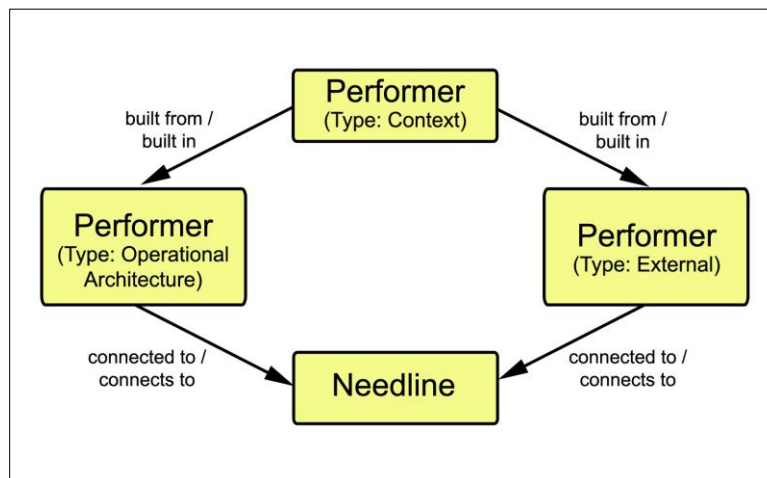 Performer
(Type: Context)
built from /
built in
built from /
built in
Performer
(Type: Operational
Architecture)
Performer
(Type: External)
connected to /
connects to
connected to /
connects to
Needline